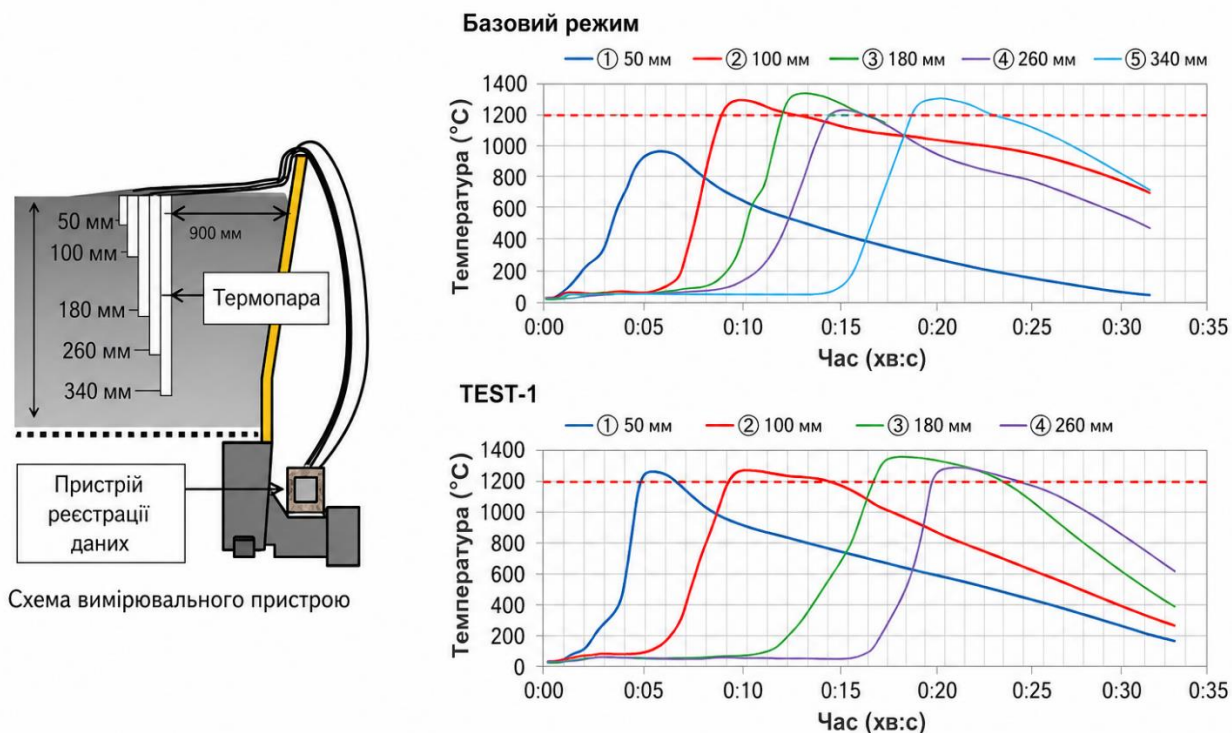 50 мм
100 мм
180 мм
260 мм
340 мм
900 мм
Термопара
Пристрій
реєстрації
даних
Схема вимірювального пристрою
Базовий режим
① 50 мм ② 100 мм ③ 180 мм ④ 260 мм ⑤ 340 мм
Температура (°C)
1400
1200
1000
800
600
400
200
0
0:00 0:05 0:10 0:15 0:20 0:25 0:30 0:35
Час (хв:с)
TEST-1
① 50 мм ② 100 мм ③ 180 мм ④ 260 мм
Температура (°C)
1400
1200
1000
800
600
400
200
0
0:00 0:05 0:10 0:15 0:20 0:25 0:30 0:35
Час (хв:с)